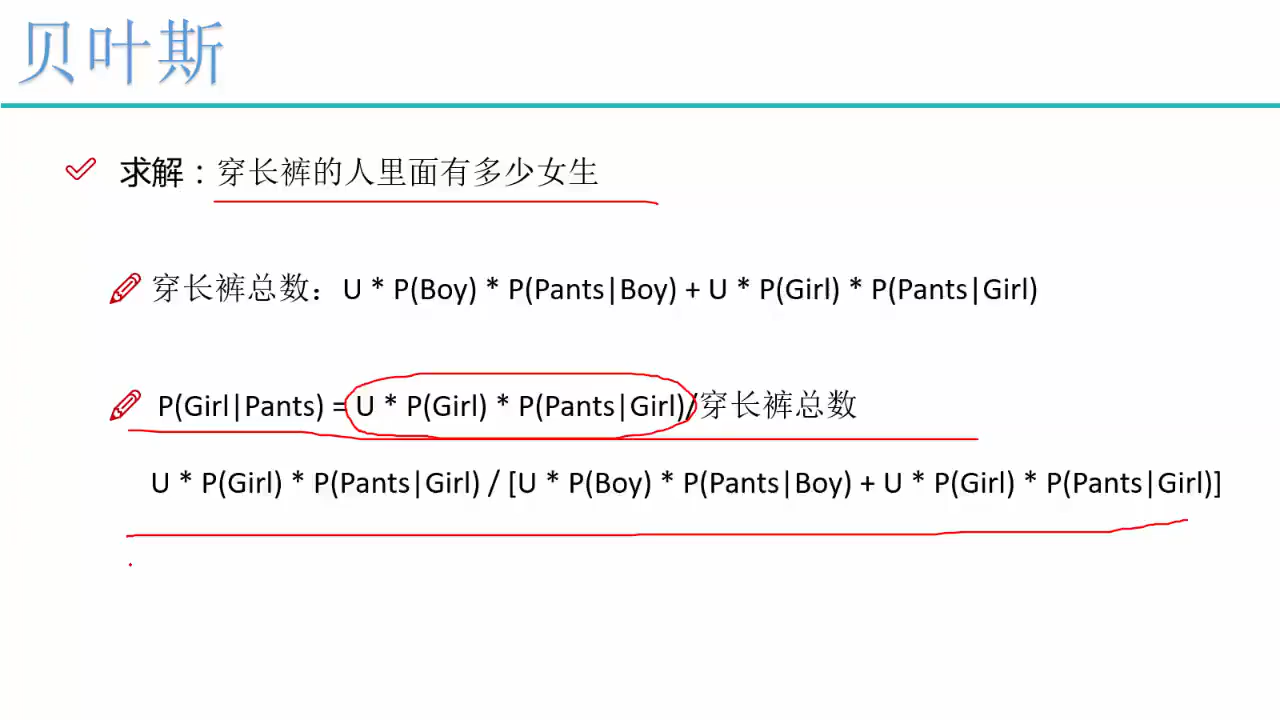 贝叶斯
求解：穿长裤的人里面有多少女生
穿长裤总数：U * P(Boy) * P(Pants|Boy) + U * P(Girl) * P(Pants|Girl)
P(Girl|Pants) = U * P(Girl) * P(Pants|Girl)/穿长裤总数
U * P(Girl) * P(Pants|Girl) / [U * P(Boy) * P(Pants|Boy) + U * P(Girl) * P(Pants|Girl)]